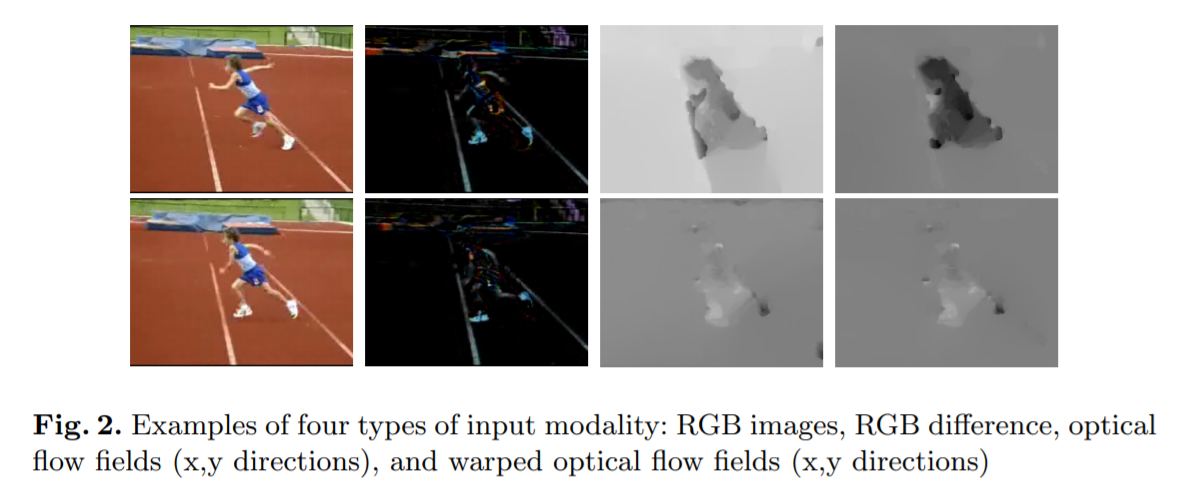 Fig. 2. Examples of four types of input modality: RGB images, RGB difference, optical
flow fields (x,y directions), and warped optical flow fields (x,y directions)